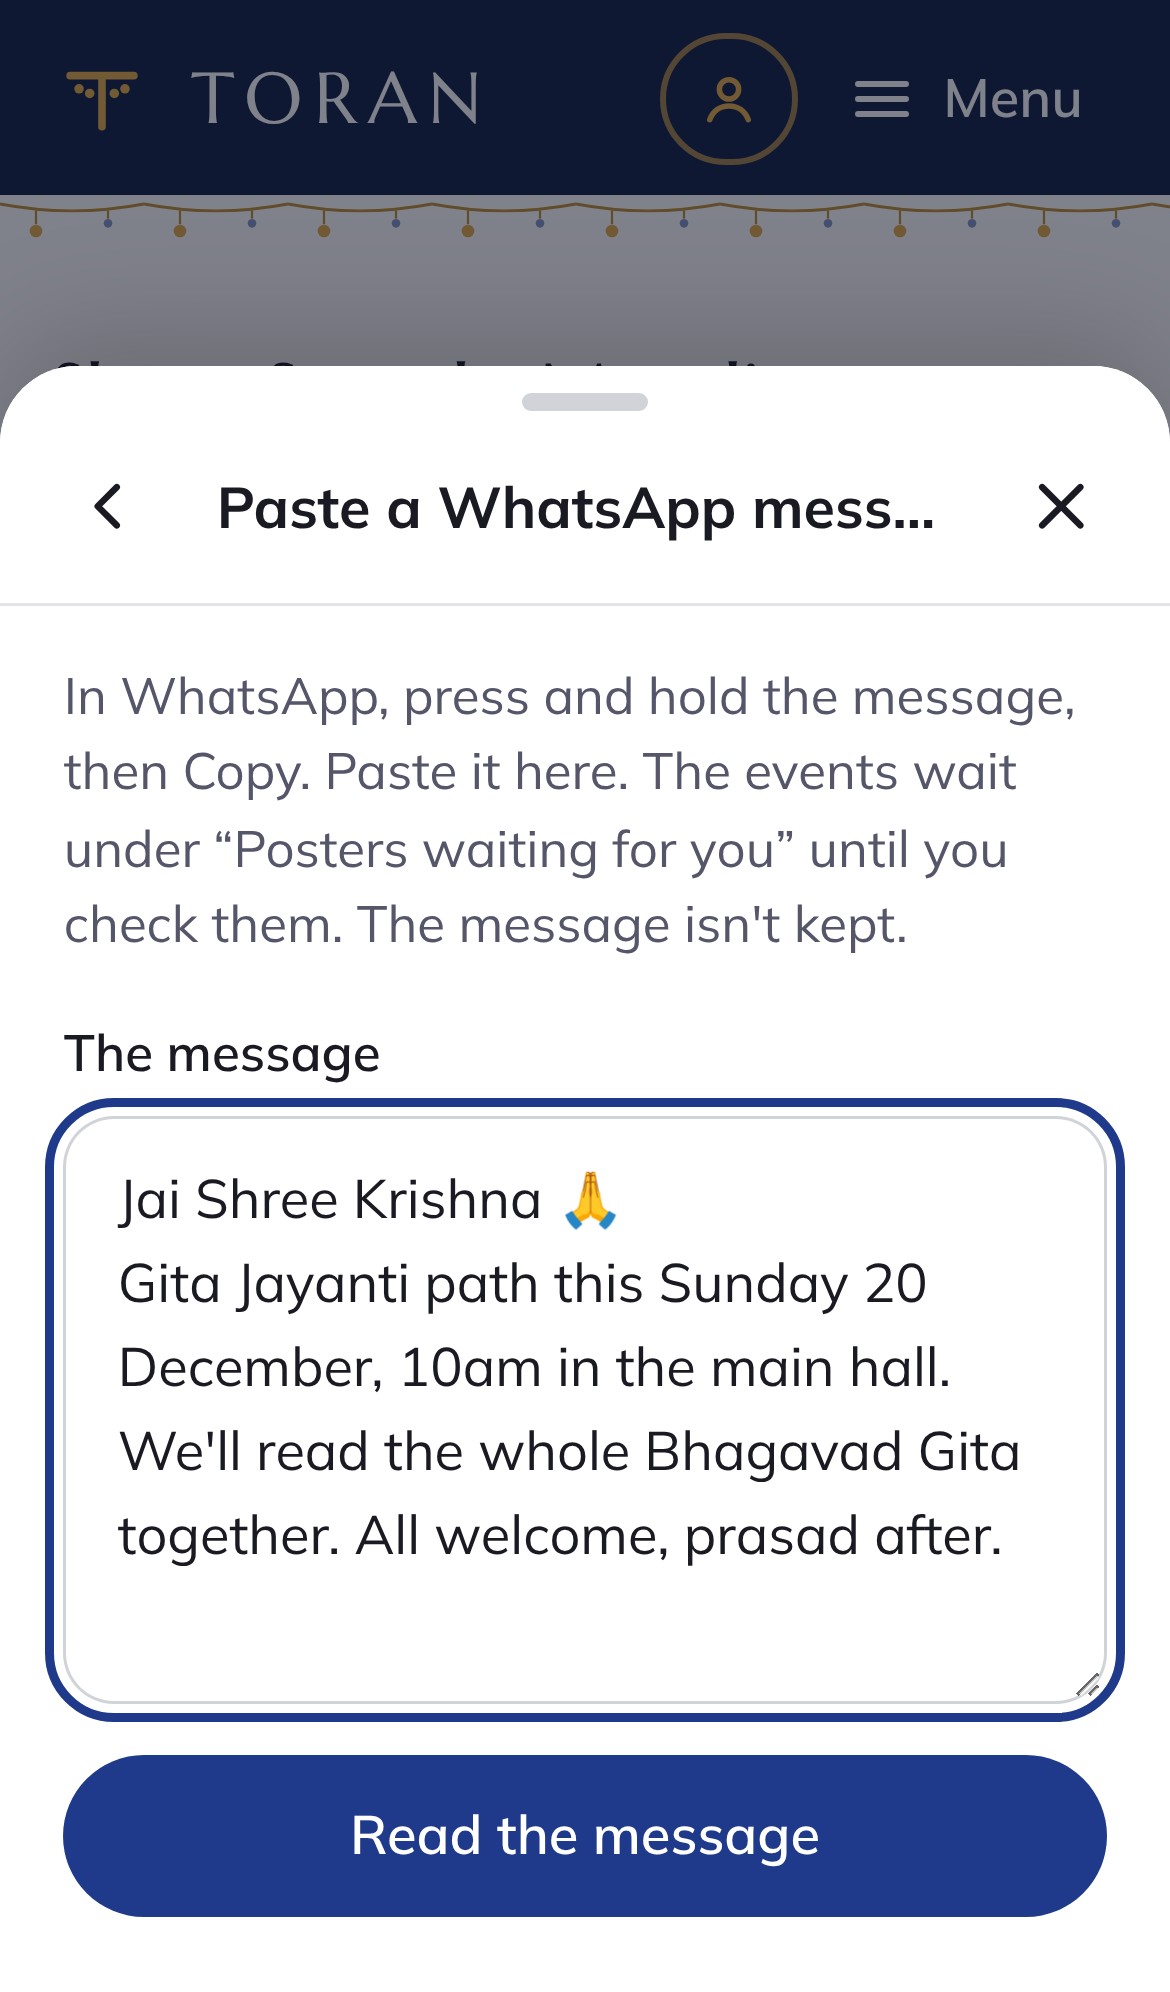 TORAN
Menu
Paste a WhatsApp mess...
In WhatsApp, press and hold the message,
then Copy. Paste it here. The events wait
under “Posters waiting for you” until you
check them. The message isn't kept.
The message
Jai Shree Krishna 🙏
Gita Jayanti path this Sunday 20
December, 10am in the main hall.
We'll read the whole Bhagavad Gita
together. All welcome, prasad after.
Read the message